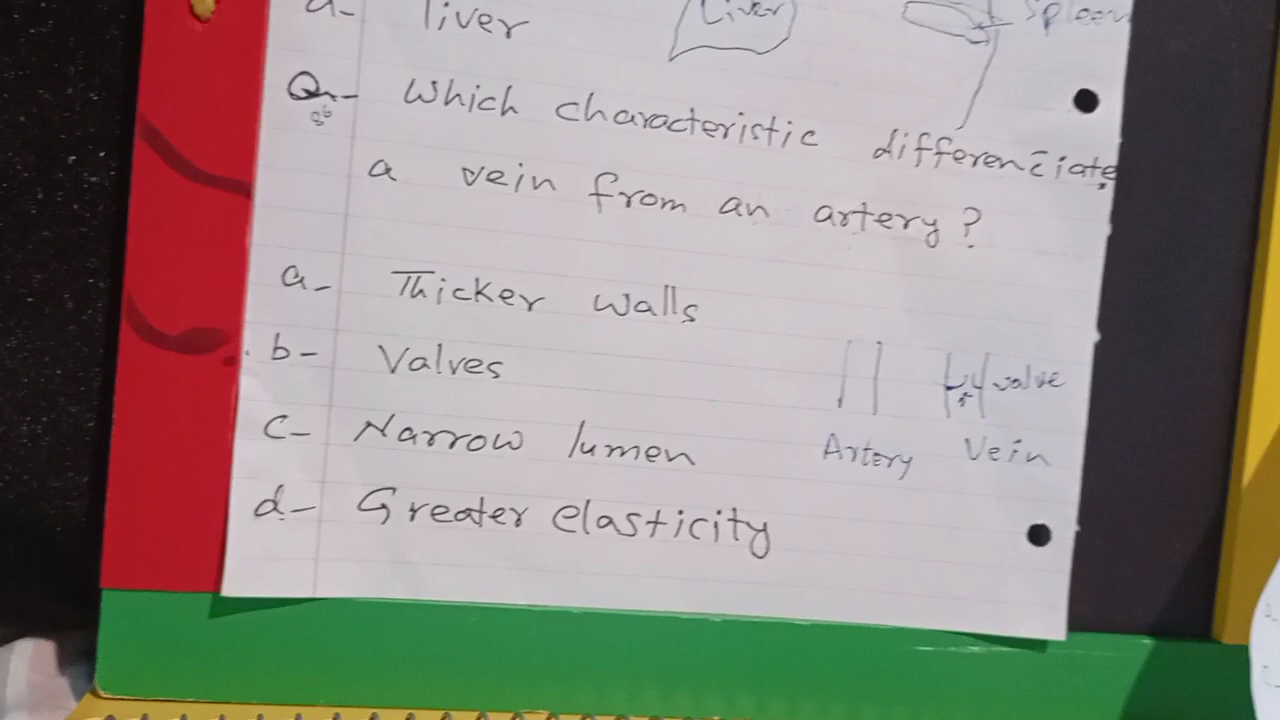 a- liver
Liver
Spleen
Q- Which characteristic differenciate
a vein from an artery?
a- Thicker walls
b- Valves
valve
c- Narrow lumen
Artery Vein
d- Greater elasticity